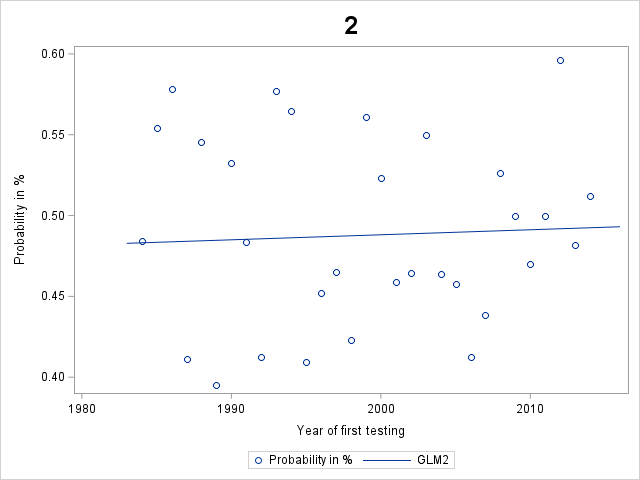 2
0.60
0.55
0.50
0.45
0.40
Probability in %
1980 1990 2000 2010
Year of first testing
Probability in % GLM2